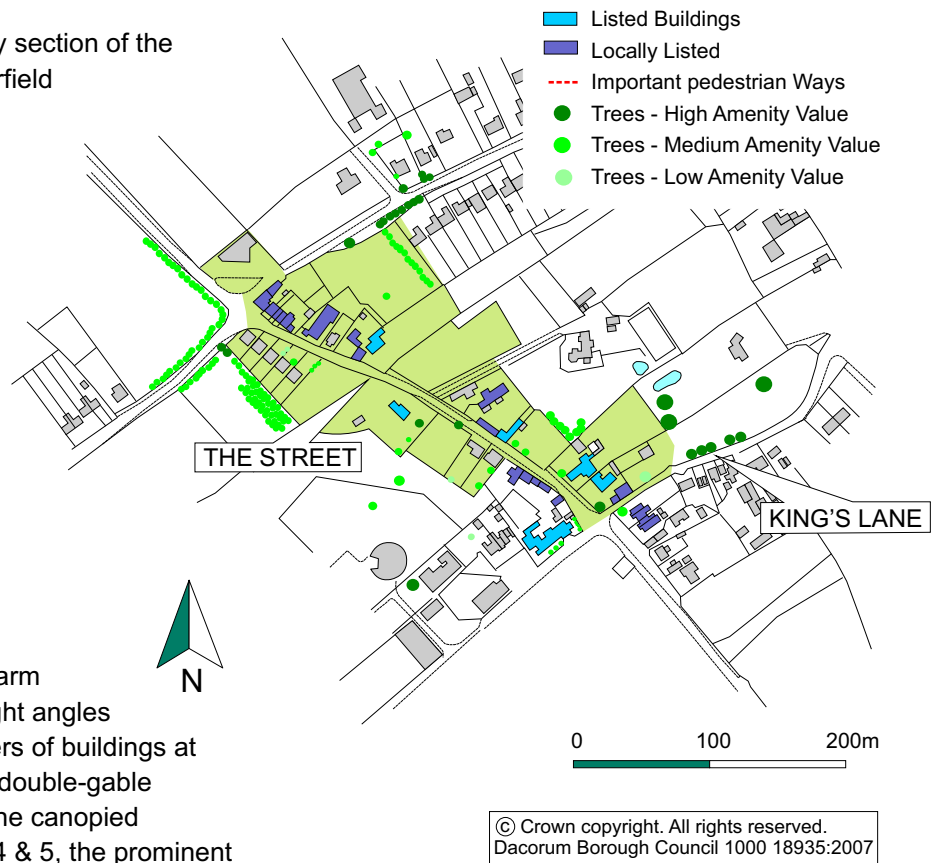 y section of the
rfield
Listed Buildings
Locally Listed
Important pedestrian Ways
Trees - High Amenity Value
Trees - Medium Amenity Value
Trees - Low Amenity Value
THE STREET
KING'S LANE
N
arm
ght angles
ers of buildings at
double-gable
ne canopied
4 & 5, the prominent
0 100 200m
© Crown copyright. All rights reserved.
Dacorum Borough Council 1000 18935:2007